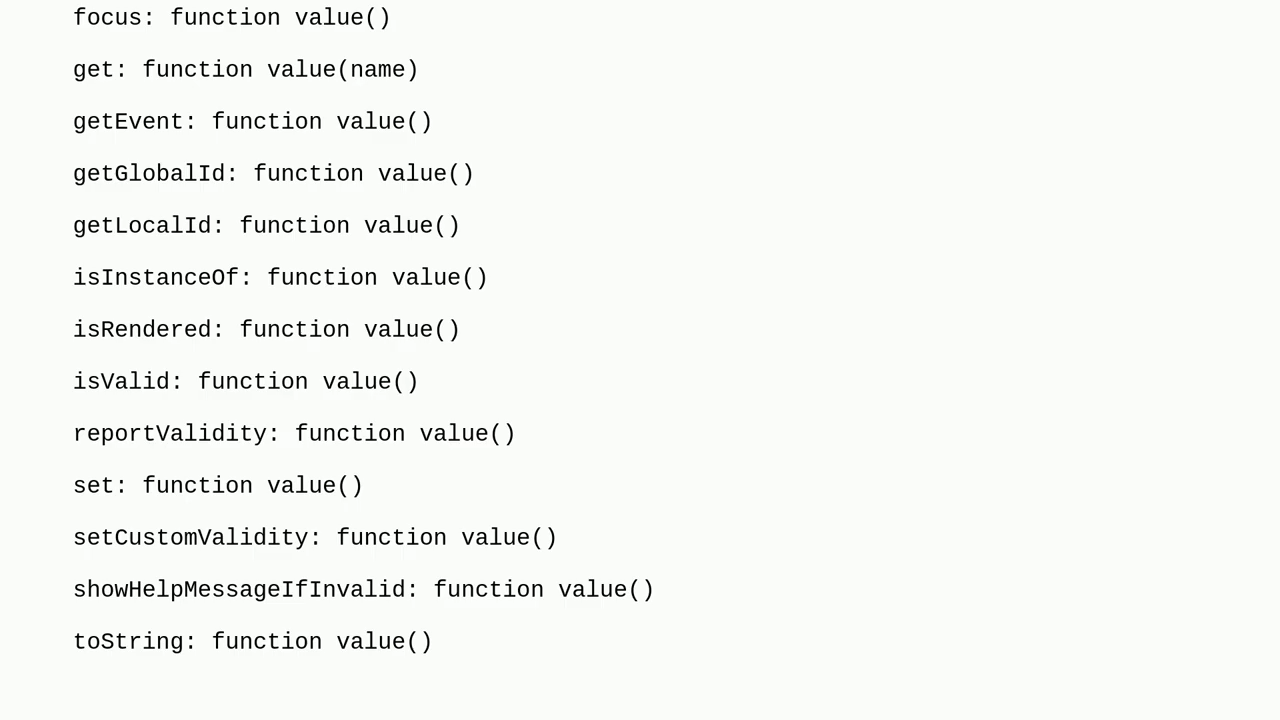 focus: function value()
get: function value(name)
getEvent: function value()
getGlobalId: function value()
getLocalId: function value()
isInstanceOf: function value()
isRendered: function value()
isValid: function value()
reportValidity: function value()
set: function value()
setCustomValidity: function value()
showHelpMessageIfInvalid: function value()
toString: function value()